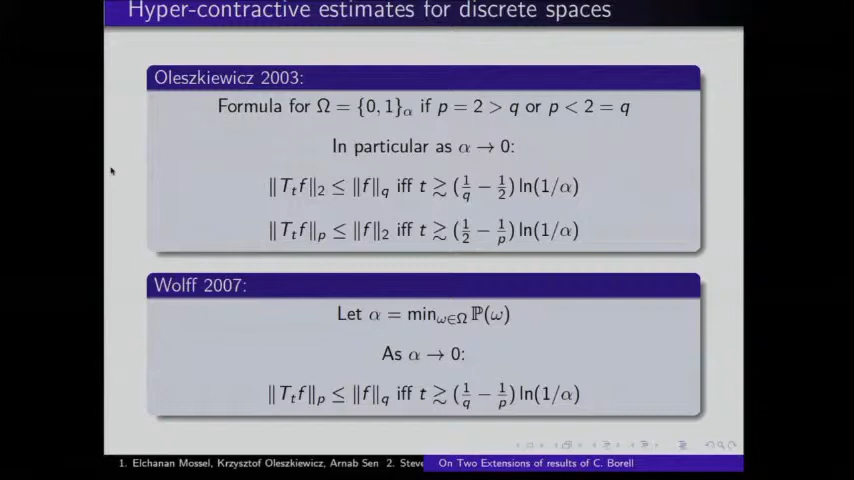 Hyper-contractive estimates for discrete spaces
Oleszkiewicz 2003:
Formula for Ω = {0, 1}_α if p = 2 > q or p < 2 = q
In particular as α → 0:
‖T_t f‖_2 ≤ ‖f‖_q iff t ≳ (1/q − 1/2) ln(1/α)
‖T_t f‖_p ≤ ‖f‖_2 iff t ≳ (1/2 − 1/p) ln(1/α)
Wolff 2007:
Let α = min_{ω∈Ω} ℙ(ω)
As α → 0:
‖T_t f‖_p ≤ ‖f‖_q iff t ≳ (1/q − 1/p) ln(1/α)
1. Elchanan Mossel, Krzysztof Oleszkiewicz, Arnab Sen 2. Steve
On Two Extensions of results of C. Borell